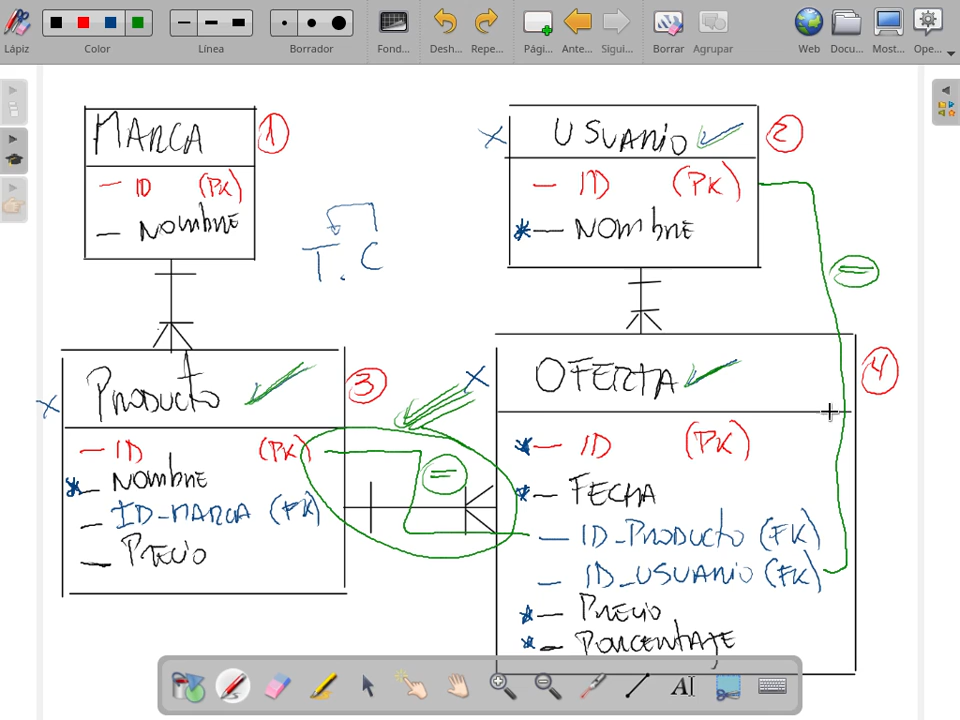 Lápiz
Color
Línea
Borrador
Fond...
Desh...
Repe...
Pági...
Ante...
Sigui...
Borrar
Agrupar
Web
Docu...
Most...
Ope...
MARCA
1
- ID (PK)
- Nombre
USUARIO
2
- ID (PK)
* - NOMbre
T.C
=
PRODUCTO
3
- ID (PK)
* - Nombre
- ID_MARCA (FK)
- Precio
=
OFERTA
4
* - ID (PK)
* - FECHA
- ID_Producto (FK)
- ID_USUARIO (FK)
* - Precio
* - PORCENTAJE
AI